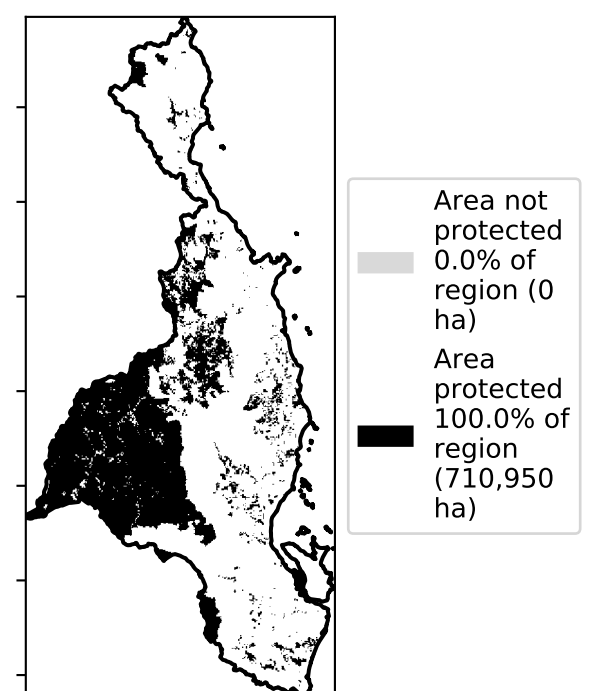 Area not
protected
0.0% of
region (0
ha)
Area
protected
100.0% of
region
(710,950
ha)